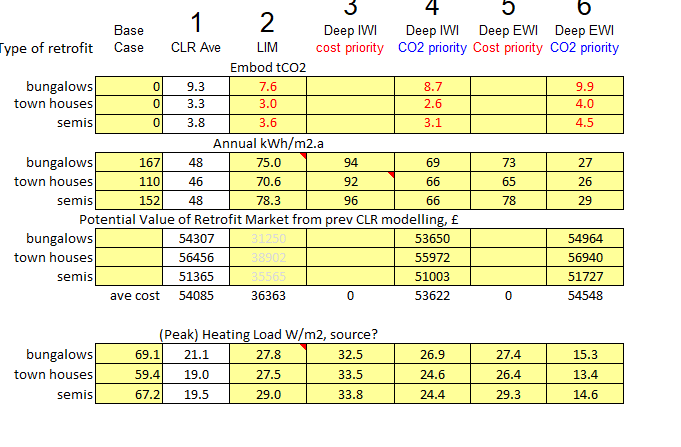 1 2 3 4 5 6
Base Deep IWI Deep IWI Deep EWI Deep EWI
Type of retrofit Case CLR Ave LIM cost priority CO2 priority Cost priority CO2 priority
Embod tCO2
bungalows 0 9.3 7.6 8.7 9.9
town houses 0 3.3 3.0 2.6 4.0
semis 0 3.8 3.6 3.1 4.5
Annual kWh/m2.a
bungalows 167 48 75.0 94 69 73 27
town houses 110 46 70.6 92 66 65 26
semis 152 48 78.3 96 66 78 29
Potential Value of Retrofit Market from prev CLR modelling, £
bungalows 54307 31250 53650 54964
town houses 56456 38902 55972 56940
semis 51365 35565 51003 51727
ave cost 54085 36363 0 53622 0 54548
(Peak) Heating Load W/m2, source?
bungalows 69.1 21.1 27.8 32.5 26.9 27.4 15.3
town houses 59.4 19.0 27.5 33.5 24.6 26.4 13.4
semis 67.2 19.5 29.0 33.8 24.4 29.3 14.6